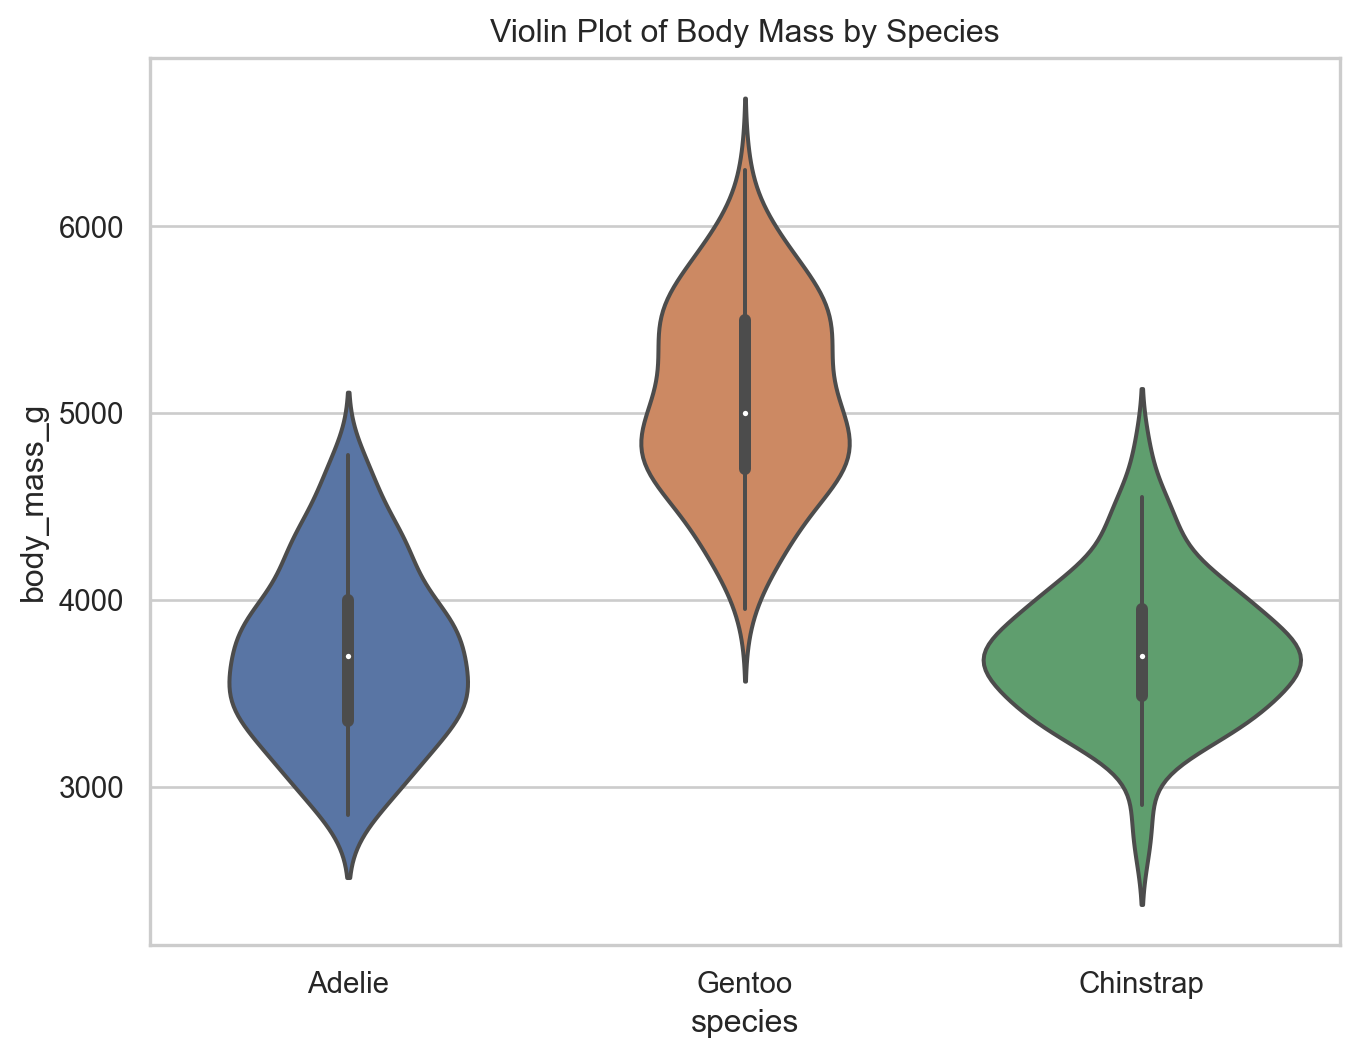 Violin Plot of Body Mass by Species
body_mass_g
6000
5000
4000
3000
Adelie
Gentoo
Chinstrap
species